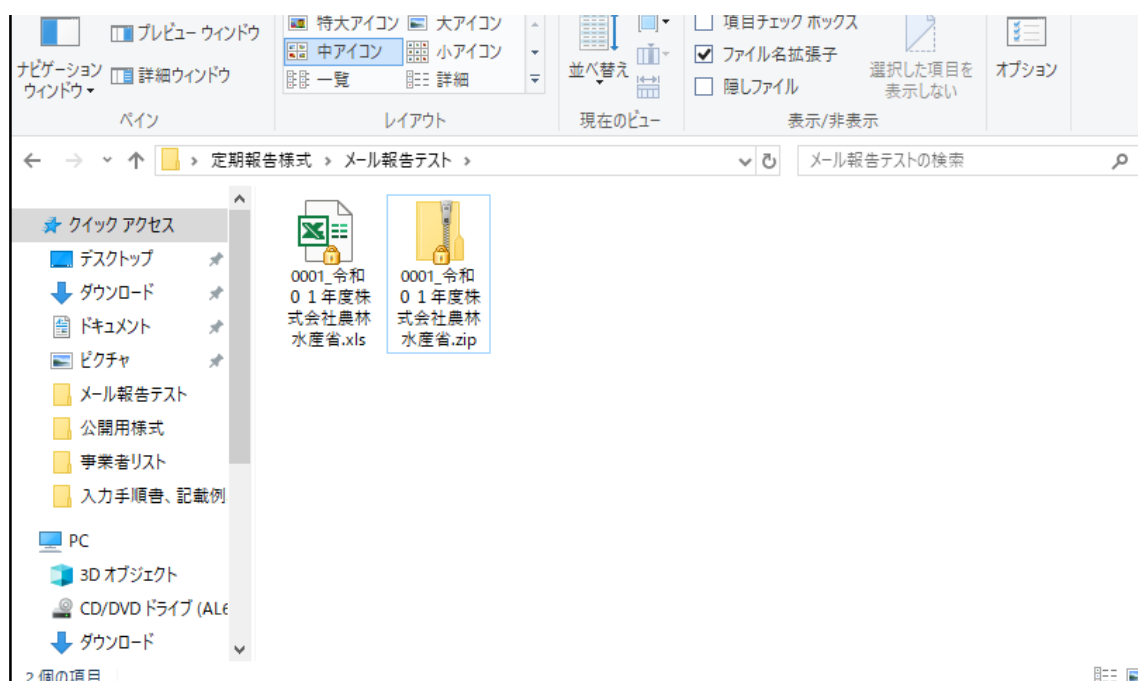 プレビュー ウィンドウ
ナビゲーション
ウィンドウ
詳細ウィンドウ
ペイン
特大アイコン 大アイコン
中アイコン 小アイコン
一覧 詳細
レイアウト
並べ替え
現在のビュー
項目チェック ボックス
ファイル名拡張子
隠しファイル
選択した項目を
表示しない
表示/非表示
オプション
定期報告様式 › メール報告テスト ›
メール報告テストの検索
クイック アクセス
デスクトップ
ダウンロード
ドキュメント
ピクチャ
メール報告テスト
公開用様式
事業者リスト
入力手順書、記載例
PC
3D オブジェクト
CD/DVD ドライブ (AL6
ダウンロード
0001_令和
０１年度株
式会社農林
水産省.xls
0001_令和
０１年度株
式会社農林
水産省.zip
2 個の項目